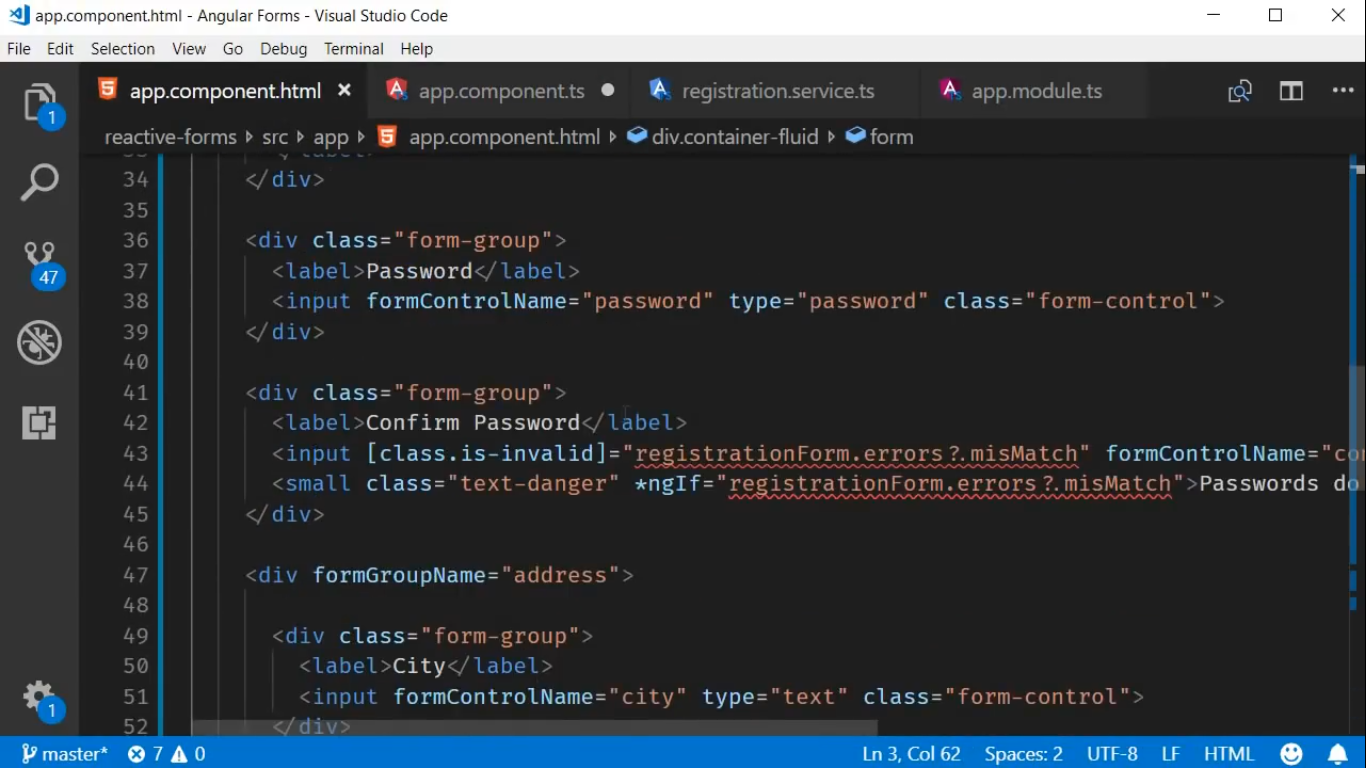 app.component.html - Angular Forms - Visual Studio Code
File Edit Selection View Go Debug Terminal Help
app.component.html app.component.ts registration.service.ts app.module.ts
reactive-forms src app app.component.html div.container-fluid form
34 </div>
35
36 <div class="form-group">
37 <label>Password</label>
38 <input formControlName="password" type="password" class="form-control">
39 </div>
40
41 <div class="form-group">
42 <label>Confirm Password</label>
43 <input [class.is-invalid]="registrationForm.errors?.misMatch" formControlName="co
44 <small class="text-danger" *ngIf="registrationForm.errors?.misMatch">Passwords do
45 </div>
46
47 <div formGroupName="address">
48
49 <div class="form-group">
50 <label>City</label>
51 <input formControlName="city" type="text" class="form-control">
52 </div>
1
47
1
master* 7 0 Ln 3, Col 62 Spaces: 2 UTF-8 LF HTML